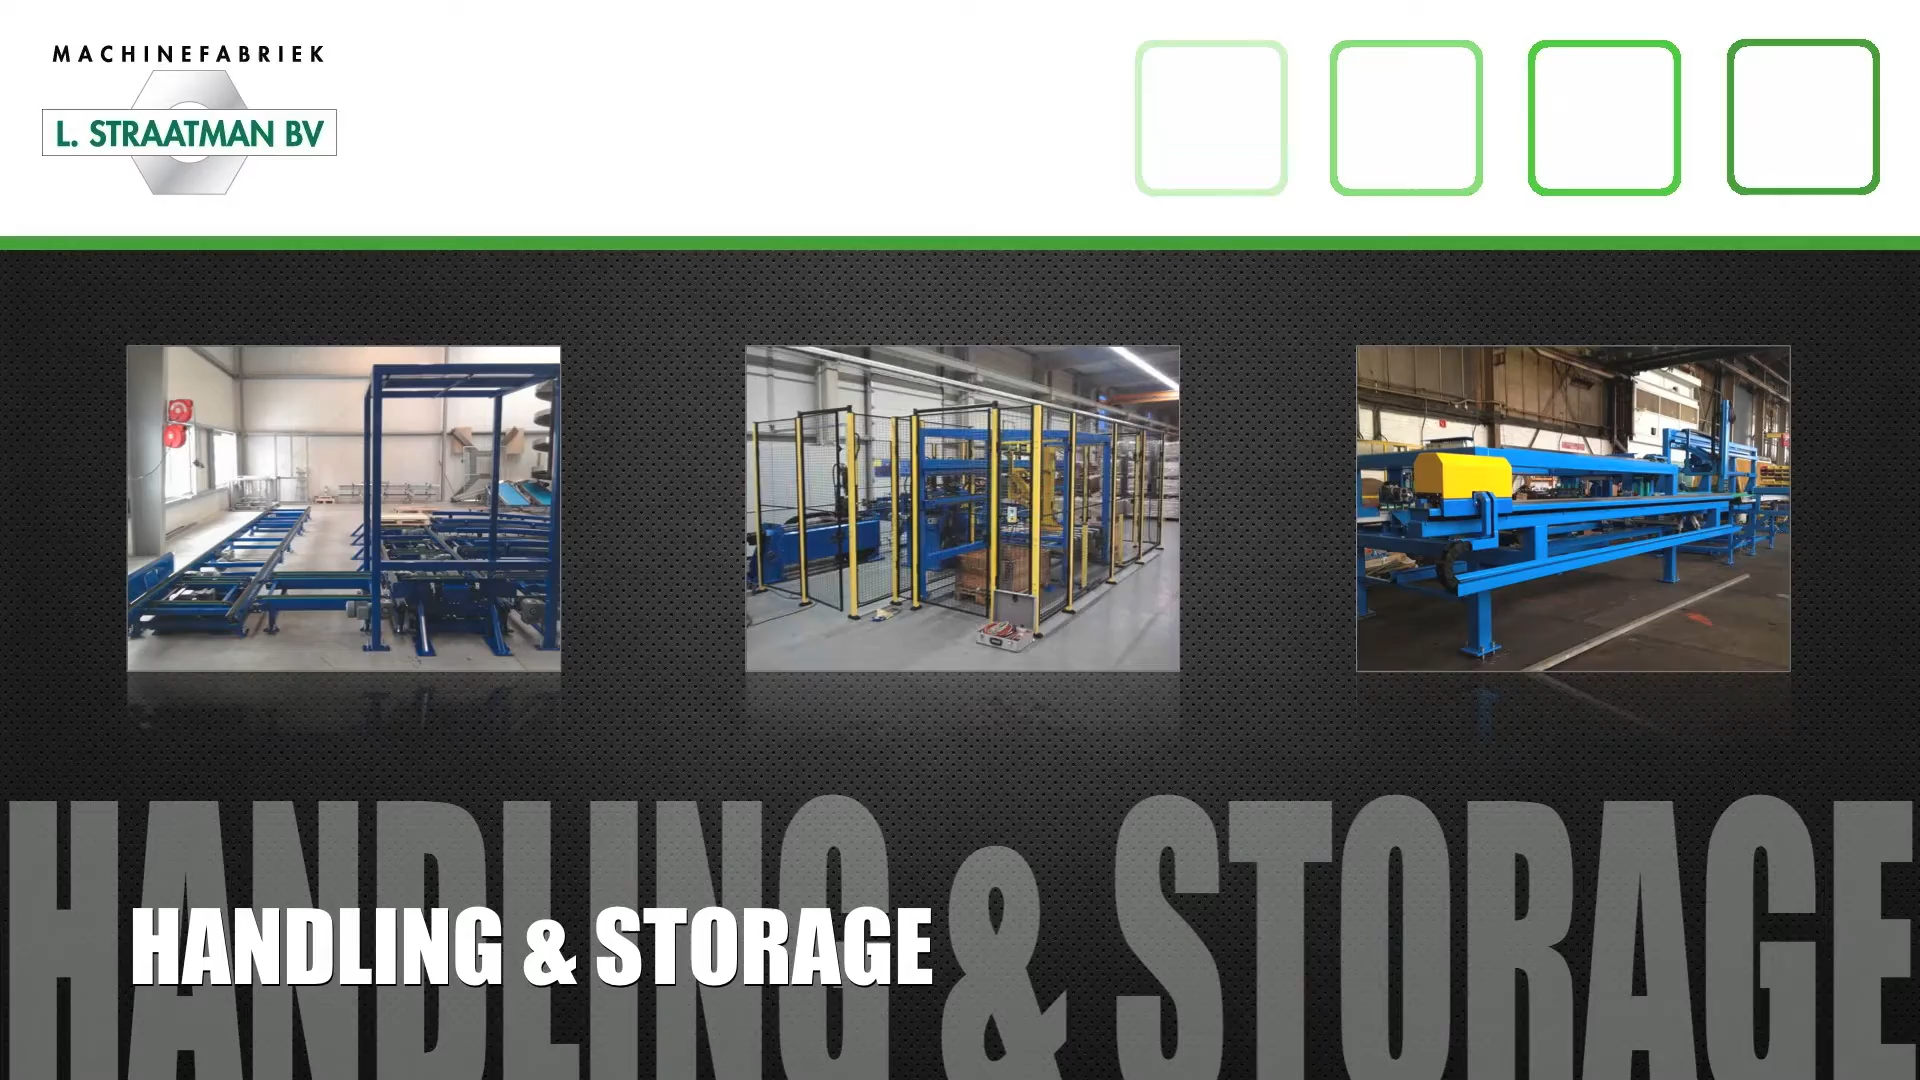 MACHINEFABRIEK
L. STRAATMAN BV
HANDLING & STORAGE
HANDLING & STORAGE